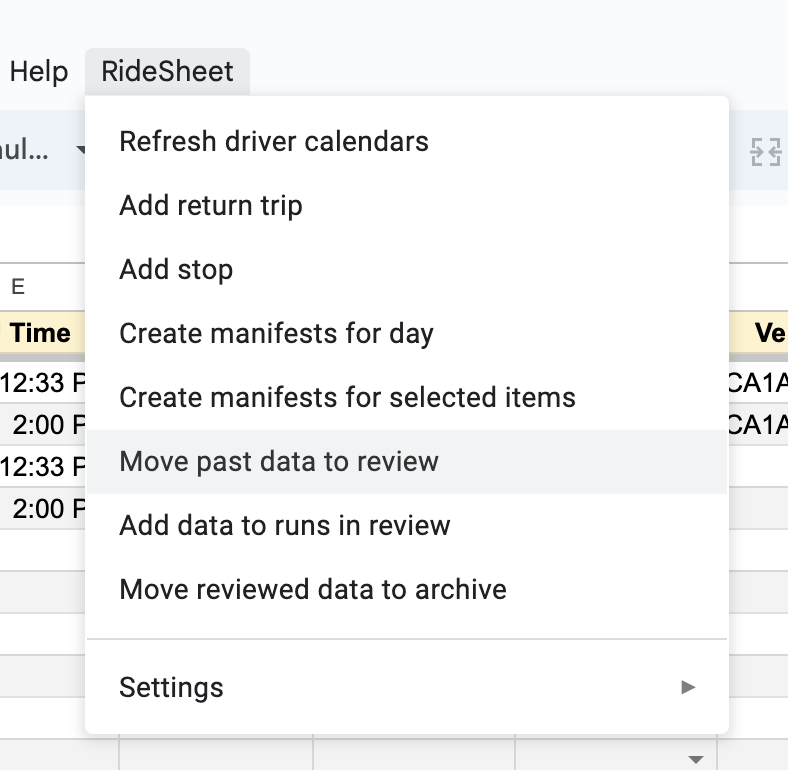 Help RideSheet
Refresh driver calendars
Add return trip
Add stop
E
Create manifests for day
Time
Ve
12:33 P
Create manifests for selected items
CA1A
2:00 P
CA1A
Move past data to review
12:33 P
2:00 P
Add data to runs in review
Move reviewed data to archive
Settings